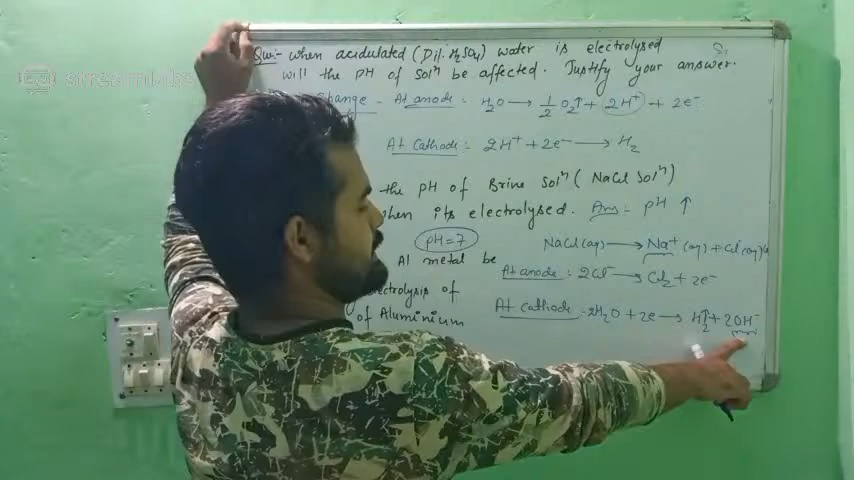 Que:- when acidulated (Dil. H₂SO₄) water is electrolysed
will the pH of solⁿ be affected. Justify your answer.
change - At anode : H₂O → 1/2 O₂↑ + 2H⁺ + 2e⁻
At Cathode : 2H⁺ + 2e⁻ → H₂
the pH of Brine Solⁿ (NaCl Solⁿ)
when its electrolysed. Ans = pH ↑
pH = 7
NaCl(aq) → Na⁺(aq) + Cl⁻(aq)
Al metal be
At anode : 2Cl⁻ → Cl₂ + 2e⁻
ectrolysis of
At cathode :- 2H₂O + 2e → H₂↑ + 2OH⁻
of Aluminium